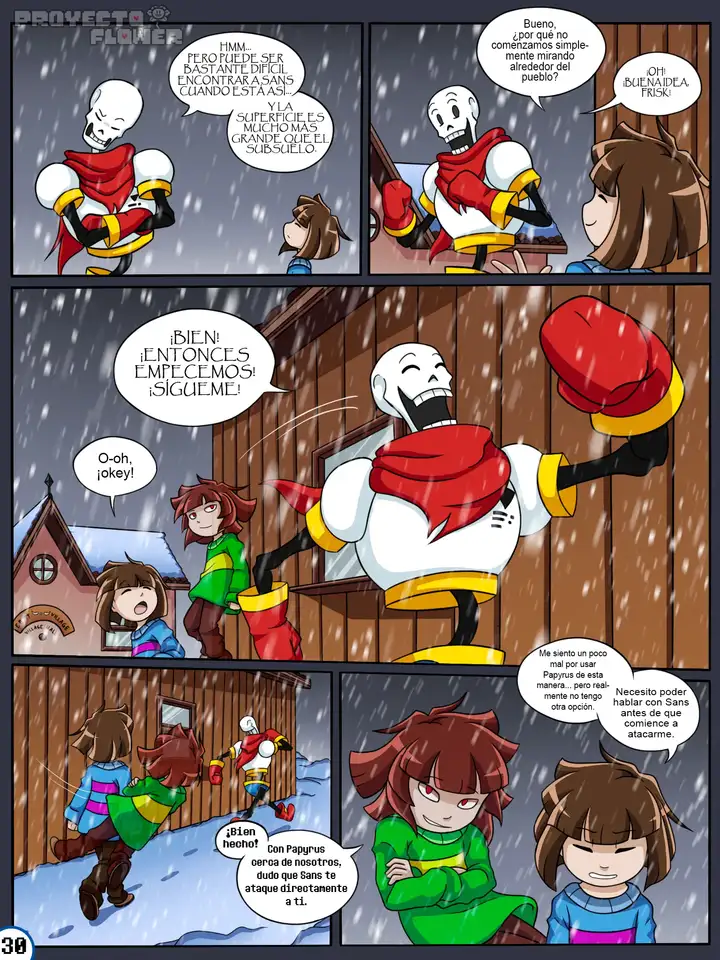 PROYECTO
FLOWER
HMM...
PERO PUEDE SER
BASTANTE DIFÍCIL
ENCONTRAR A SANS
CUANDO ESTÁ ASÍ...
Y LA
SUPERFICIE, ES
MUCHO MÁS
GRANDE QUE EL
SUBSUELO.
Bueno,
¿por qué no
comenzamos simple-
mente mirando
alrededor del
pueblo?
¡OH!
¡BUENA IDEA,
FRISK!
¡BIEN!
¡ENTONCES
EMPECEMOS!
¡SÍGUEME!
O-oh,
¡okey!
VILLAGE
¡Bien
hecho!
Con Papyrus
cerca de nosotros,
dudo que Sans te
ataque directamente
a ti.
Me siento un poco
mal por usar
Papyrus de esta
manera... pero real-
mente no tengo
otra opción.
Necesito poder
hablar con Sans
antes de que
comience a
atacarme.
30